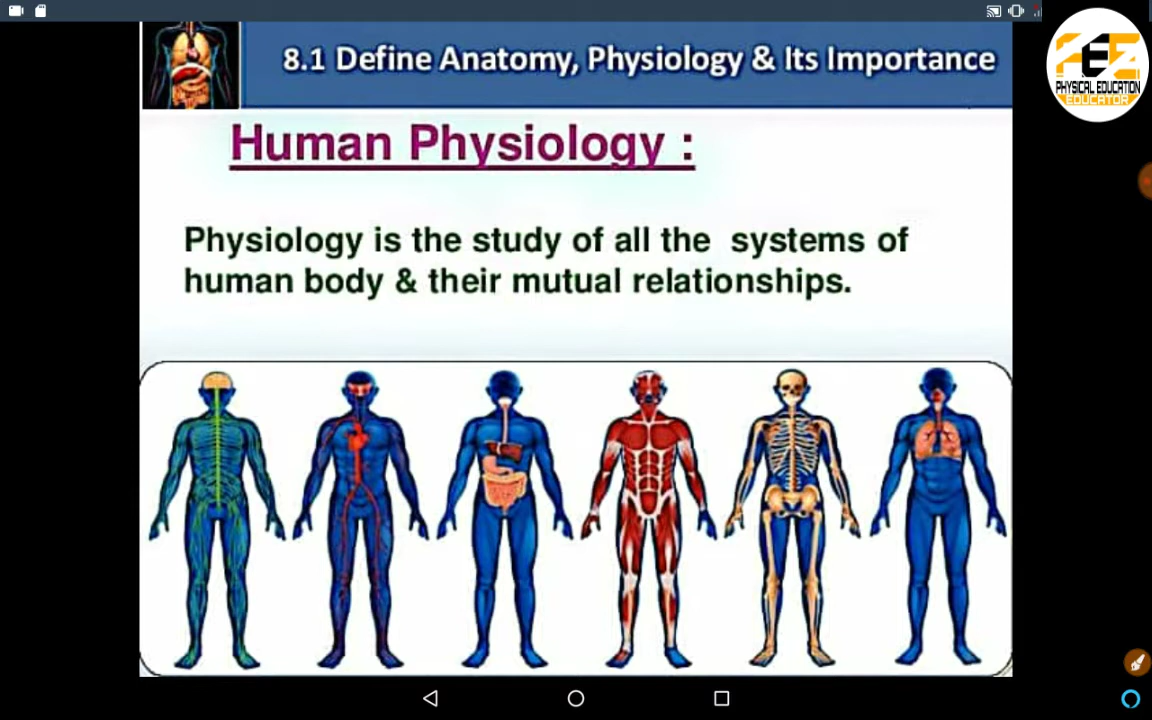 8.1 Define Anatomy, Physiology & Its Importance
PEE
PHYSICAL EDUCATION
EDUCATOR
Human Physiology :
Physiology is the study of all the systems of
human body & their mutual relationships.